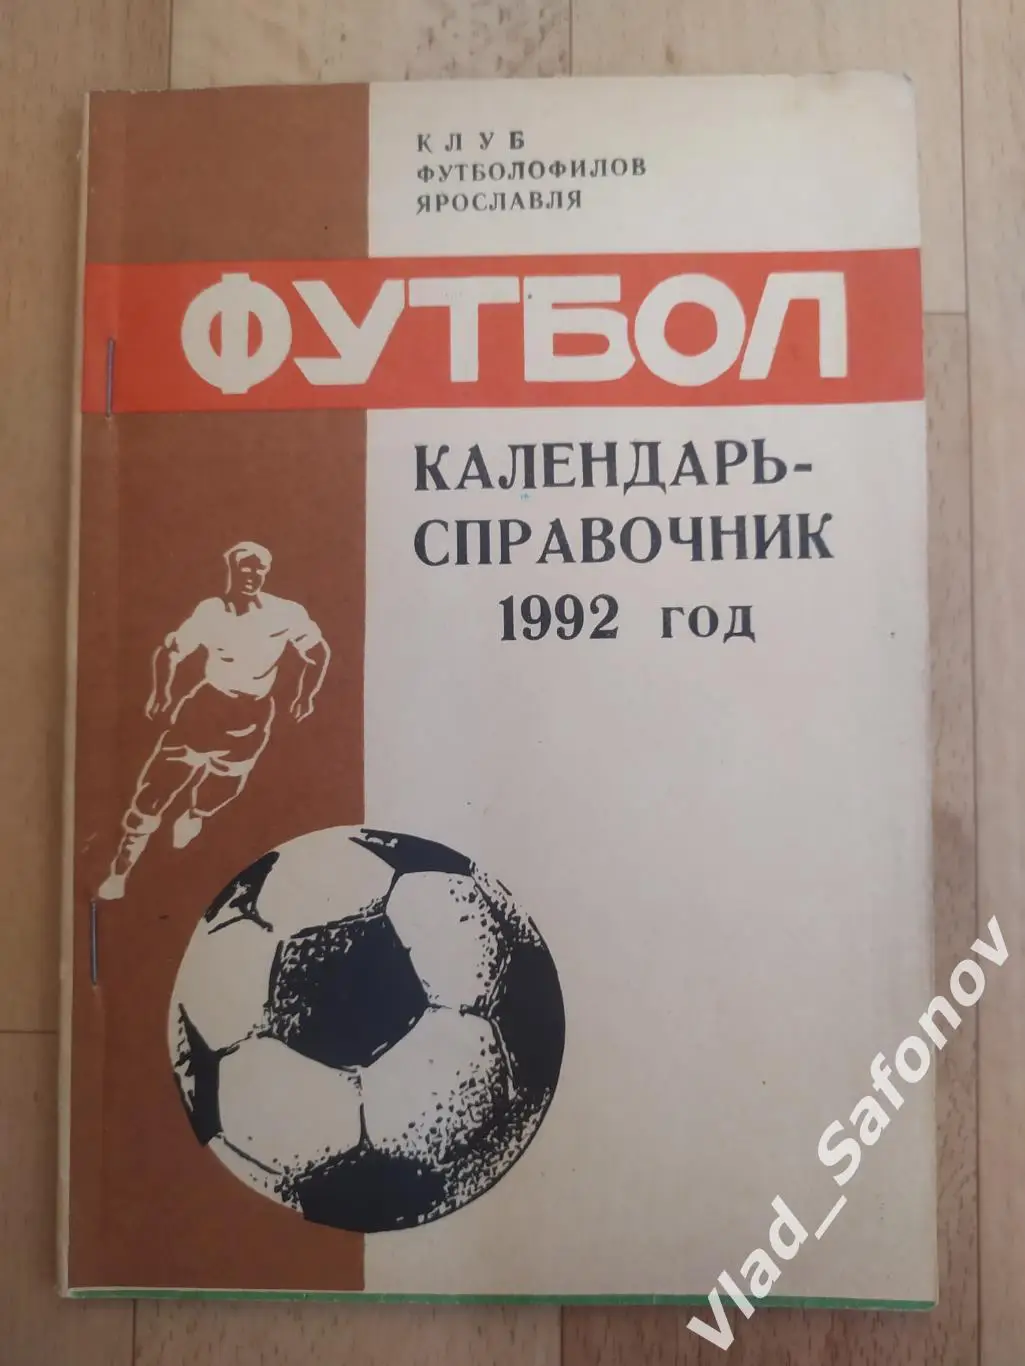 КЛУБ
ФУТБОЛОФИЛОВ
ЯРОСЛАВЛЯ
ФУТБОЛ
КАЛЕНДАРЬ-
СПРАВОЧНИК
1992 год
Vlad_Safonov